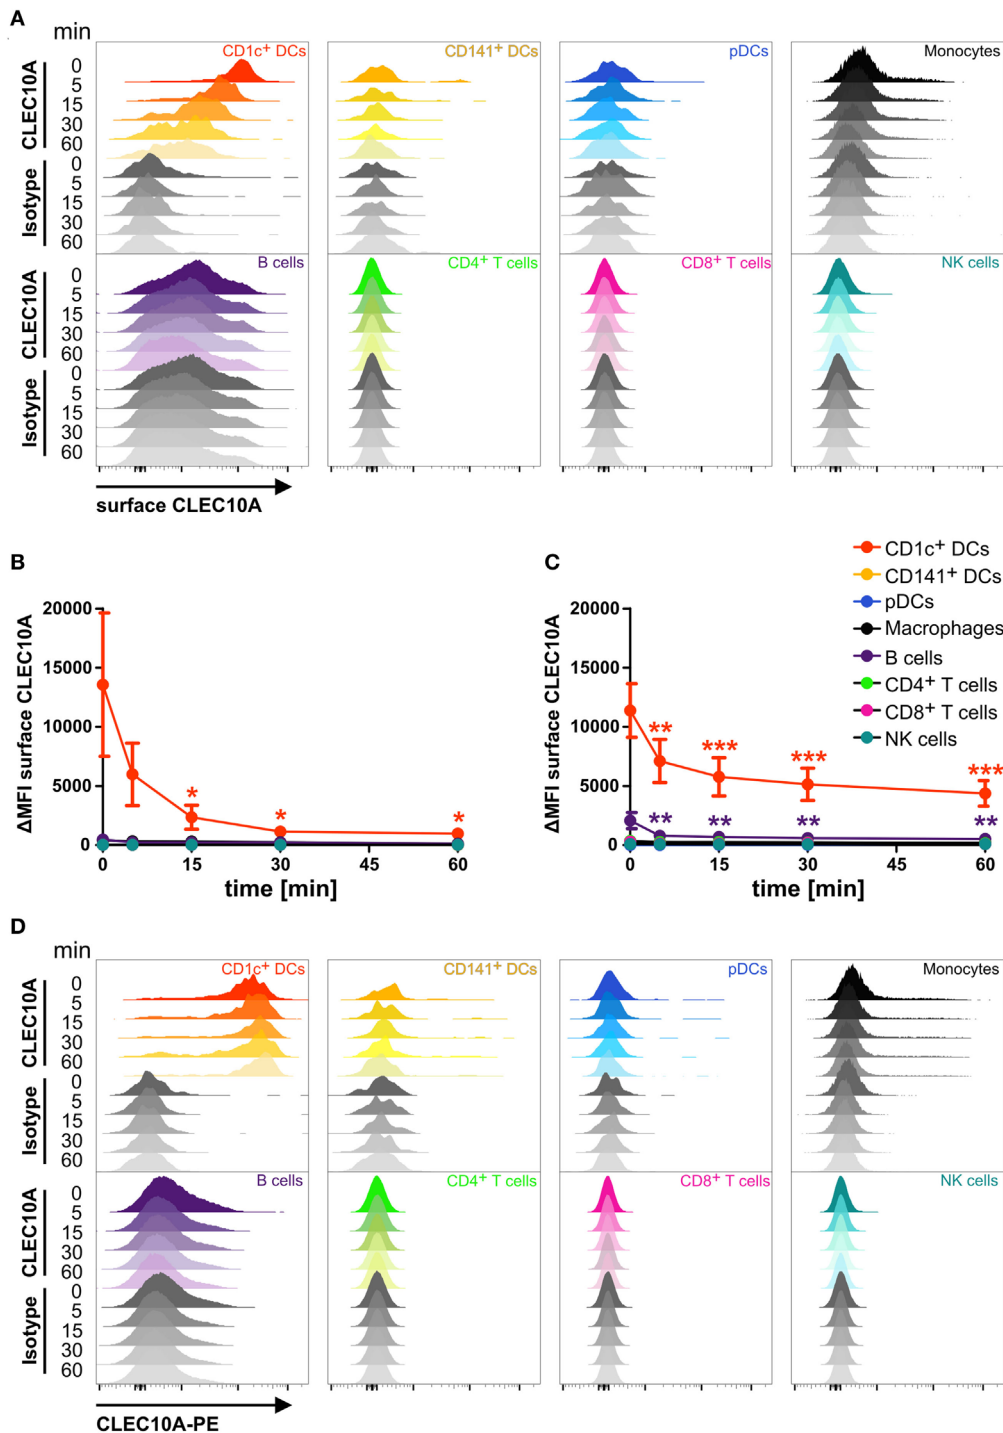 A
min
CD1c+ DCs
CD141+ DCs
pDCs
Monocytes
CLEC10A
0
5
15
30
60
Isotype
0
5
15
30
60
B cells
CD4+ T cells
CD8+ T cells
NK cells
CLEC10A
0
5
15
30
60
Isotype
0
5
15
30
60
surface CLEC10A
B
ΔMFI surface CLEC10A
20000
15000
10000
5000
0
* * *
0 15 30 45 60
time [min]
C
ΔMFI surface CLEC10A
20000
15000
10000
5000
0
** *** *** ***
** ** ** **
0 15 30 45 60
time [min]
CD1c+ DCs
CD141+ DCs
pDCs
Macrophages
B cells
CD4+ T cells
CD8+ T cells
NK cells
D
min
CD1c+ DCs
CD141+ DCs
pDCs
Monocytes
CLEC10A
0
5
15
30
60
Isotype
0
5
15
30
60
B cells
CD4+ T cells
CD8+ T cells
NK cells
CLEC10A
0
5
15
30
60
Isotype
0
5
15
30
60
CLEC10A-PE